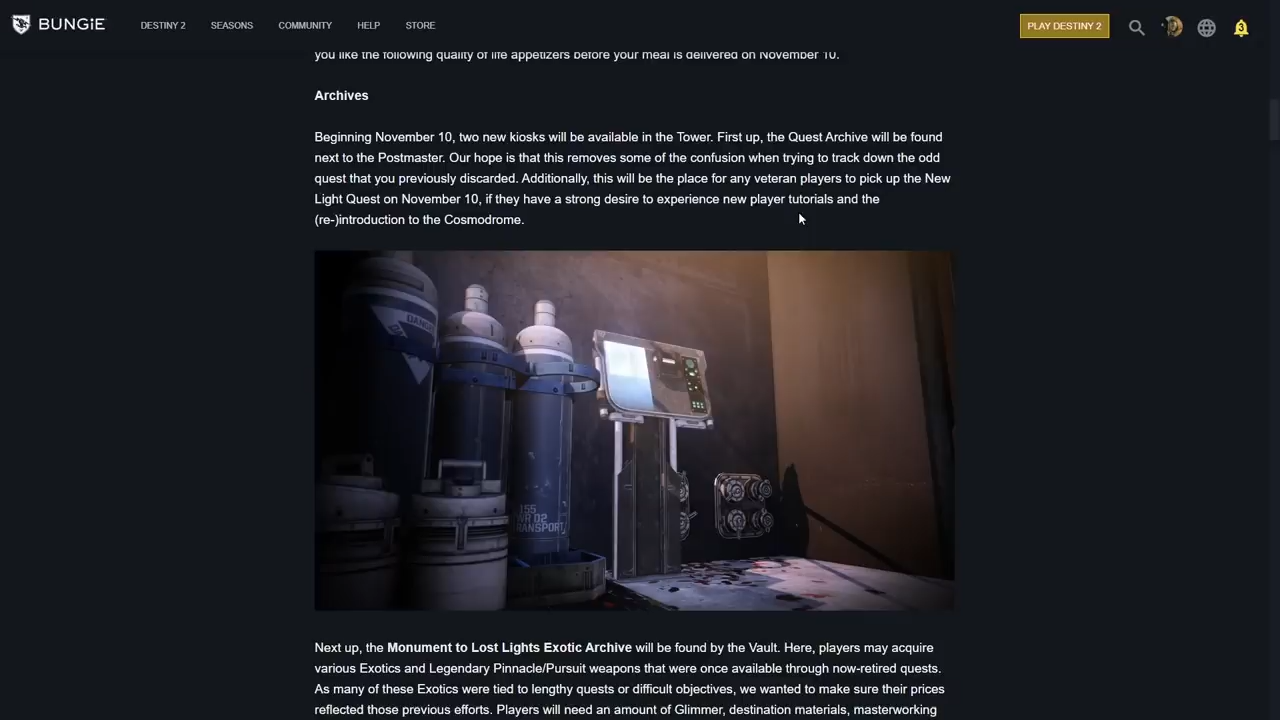 BUNGiE DESTINY 2 SEASONS COMMUNITY HELP STORE PLAY DESTINY 2 3
you like the following quality of life appetizers before your meal is delivered on November 10.
Archives
Beginning November 10, two new kiosks will be available in the Tower. First up, the Quest Archive will be found
next to the Postmaster. Our hope is that this removes some of the confusion when trying to track down the odd
quest that you previously discarded. Additionally, this will be the place for any veteran players to pick up the New
Light Quest on November 10, if they have a strong desire to experience new player tutorials and the
(re-)introduction to the Cosmodrome.
DANGER
155
WR D2
TRANSPORT
Next up, the Monument to Lost Lights Exotic Archive will be found by the Vault. Here, players may acquire
various Exotics and Legendary Pinnacle/Pursuit weapons that were once available through now-retired quests.
As many of these Exotics were tied to lengthy quests or difficult objectives, we wanted to make sure their prices
reflected those previous efforts. Players will need an amount of Glimmer, destination materials, masterworking